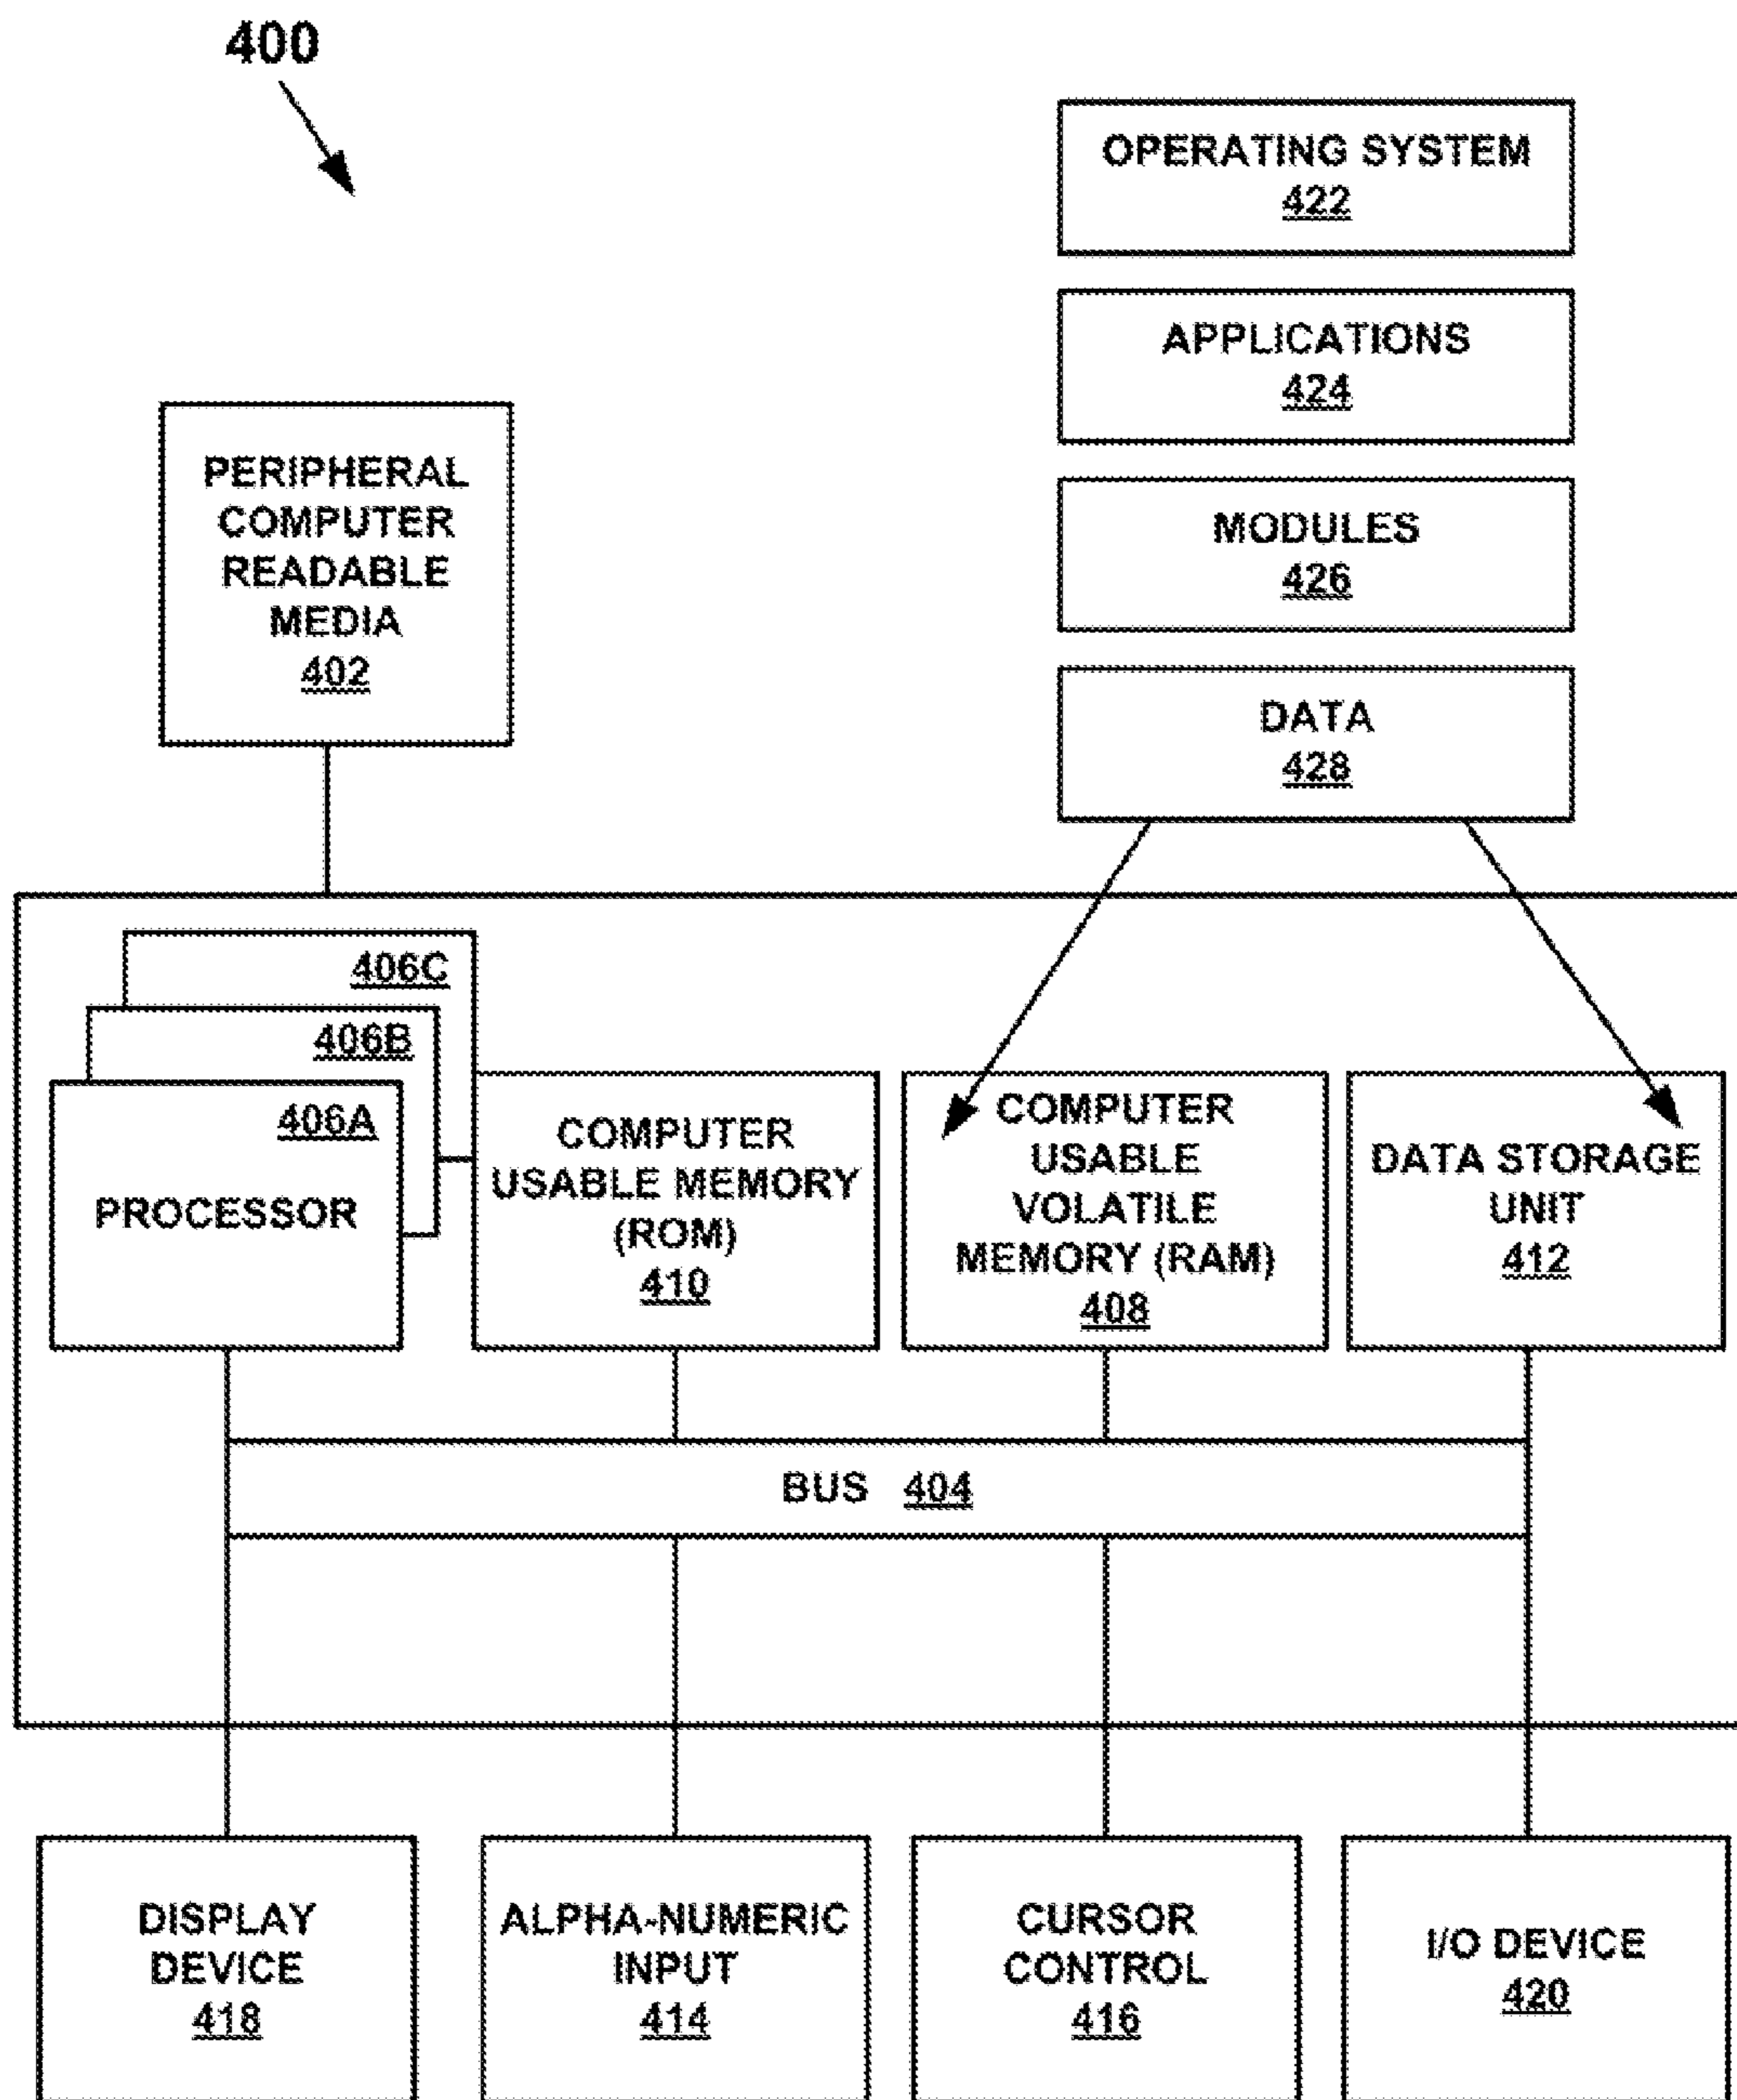 400
OPERATING SYSTEM
422
APPLICATIONS
424
MODULES
426
DATA
428
PERIPHERAL
COMPUTER
READABLE
MEDIA
402
406C
406B
406A
PROCESSOR
COMPUTER
USABLE MEMORY
(ROM)
410
COMPUTER
USABLE
VOLATILE
MEMORY (RAM)
408
DATA STORAGE
UNIT
412
BUS 404
DISPLAY
DEVICE
418
ALPHA-NUMERIC
INPUT
414
CURSOR
CONTROL
416
I/O DEVICE
420